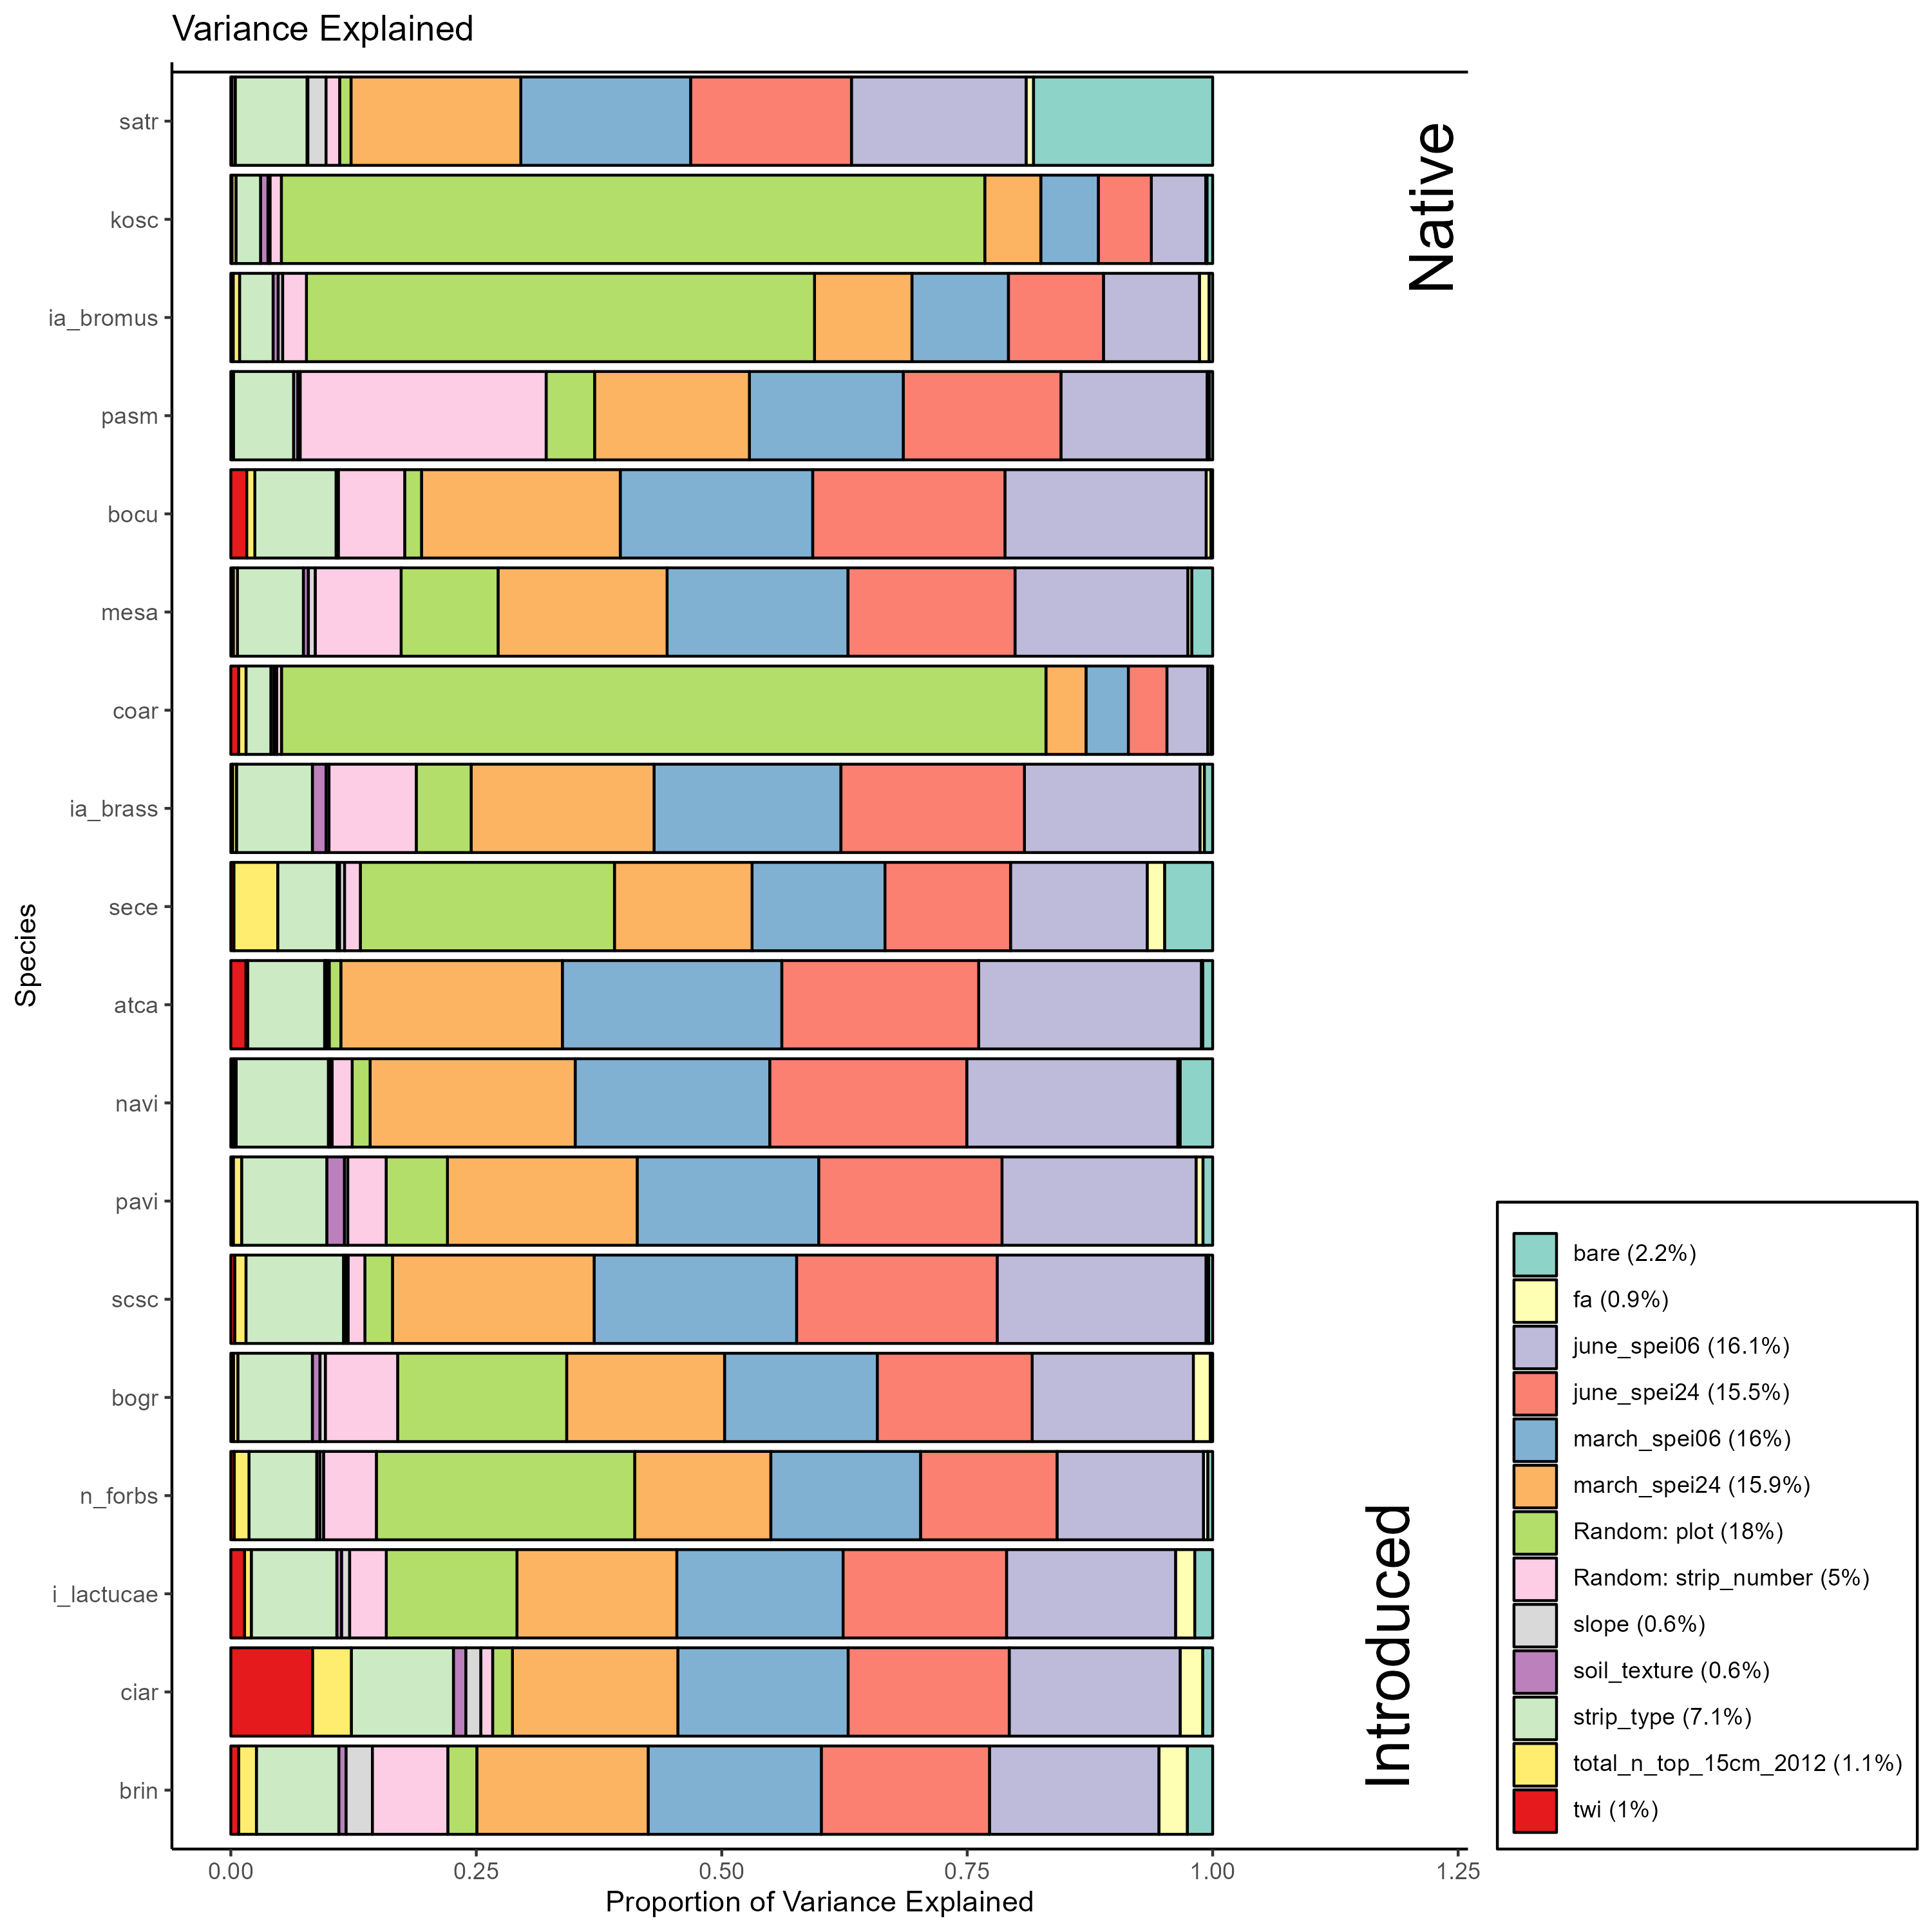 Variance Explained
satr
kosc
ia_bromus
pasm
bocu
mesa
coar
ia_brass
sece
atca
navi
pavi
scsc
bogr
n_forbs
i_lactucae
ciar
brin
Species
0.00
0.25
0.50
0.75
1.00
1.25
Proportion of Variance Explained
Native
Introduced
bare (2.2%)
fa (0.9%)
june_spei06 (16.1%)
june_spei24 (15.5%)
march_spei06 (16%)
march_spei24 (15.9%)
Random: plot (18%)
Random: strip_number (5%)
slope (0.6%)
soil_texture (0.6%)
strip_type (7.1%)
total_n_top_15cm_2012 (1.1%)
twi (1%)